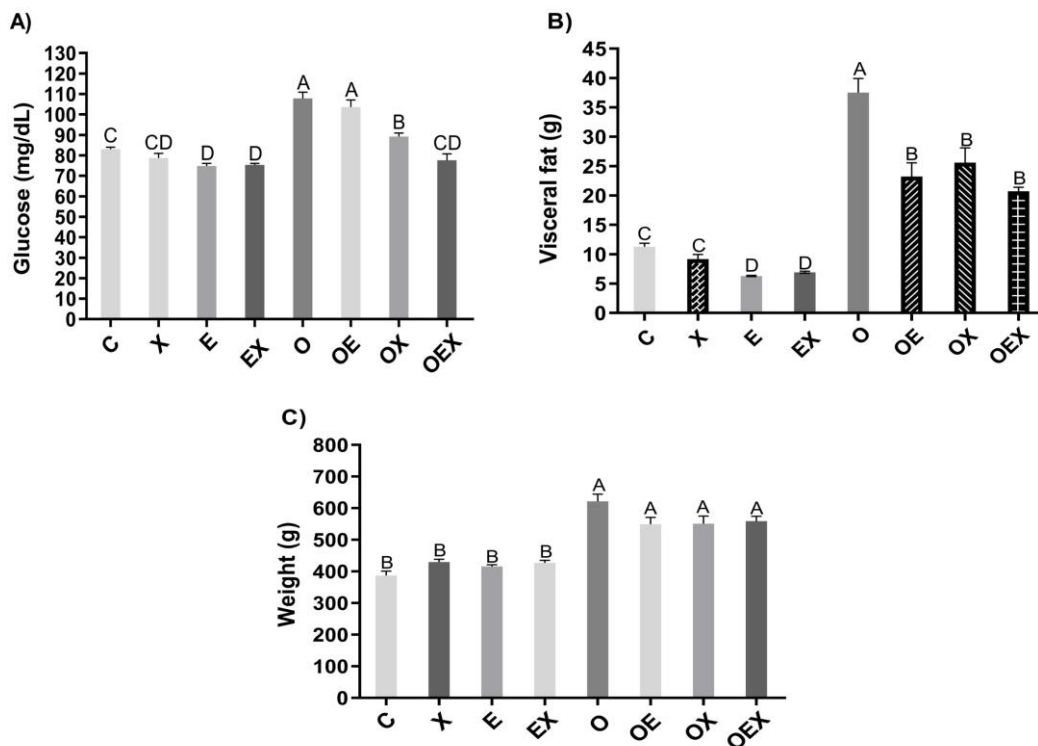 A)
Glucose (mg/dL)
130
120
110
100
90
80
70
60
50
40
30
20
10
0
C CD D D A A B CD
C X E EX O OE OX OEX
B)
Visceral fat (g)
45
40
35
30
25
20
15
10
5
0
C C D D A B B B
C X E EX O OE OX OEX
C)
Weight (g)
800
700
600
500
400
300
200
100
0
B B B B A A A A
C X E EX O OE OX OEX